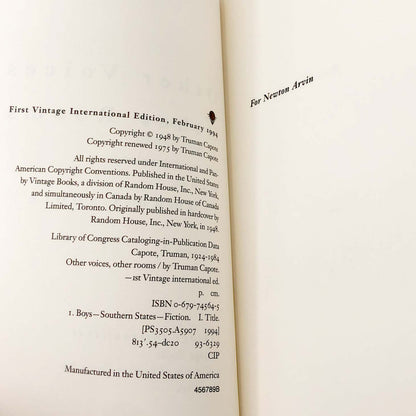 First Vintage International Edition, February 1994
Copyright © 1948 by Truman Capote
Copyright renewed 1975 by Truman Capote
All rights reserved under International and Pan-
American Copyright Conventions. Published in the United States
by Vintage Books, a division of Random House, Inc., New York,
and simultaneously in Canada by Random House of Canada
Limited, Toronto. Originally published in hardcover by
Random House, Inc., New York, in 1948.
Library of Congress Cataloging-in-Publication Data
Capote, Truman, 1924-1984
Other voices, other rooms / by Truman Capote.
—1st Vintage international ed.
p. cm.
ISBN 0-679-74564-5
1. Boys—Southern States—Fiction. I. Title.
[PS3505.A5907 1994]
813'.54-dc20 93-6329
CIP
Manufactured in the United States of America
456789B
For Newton Arvin